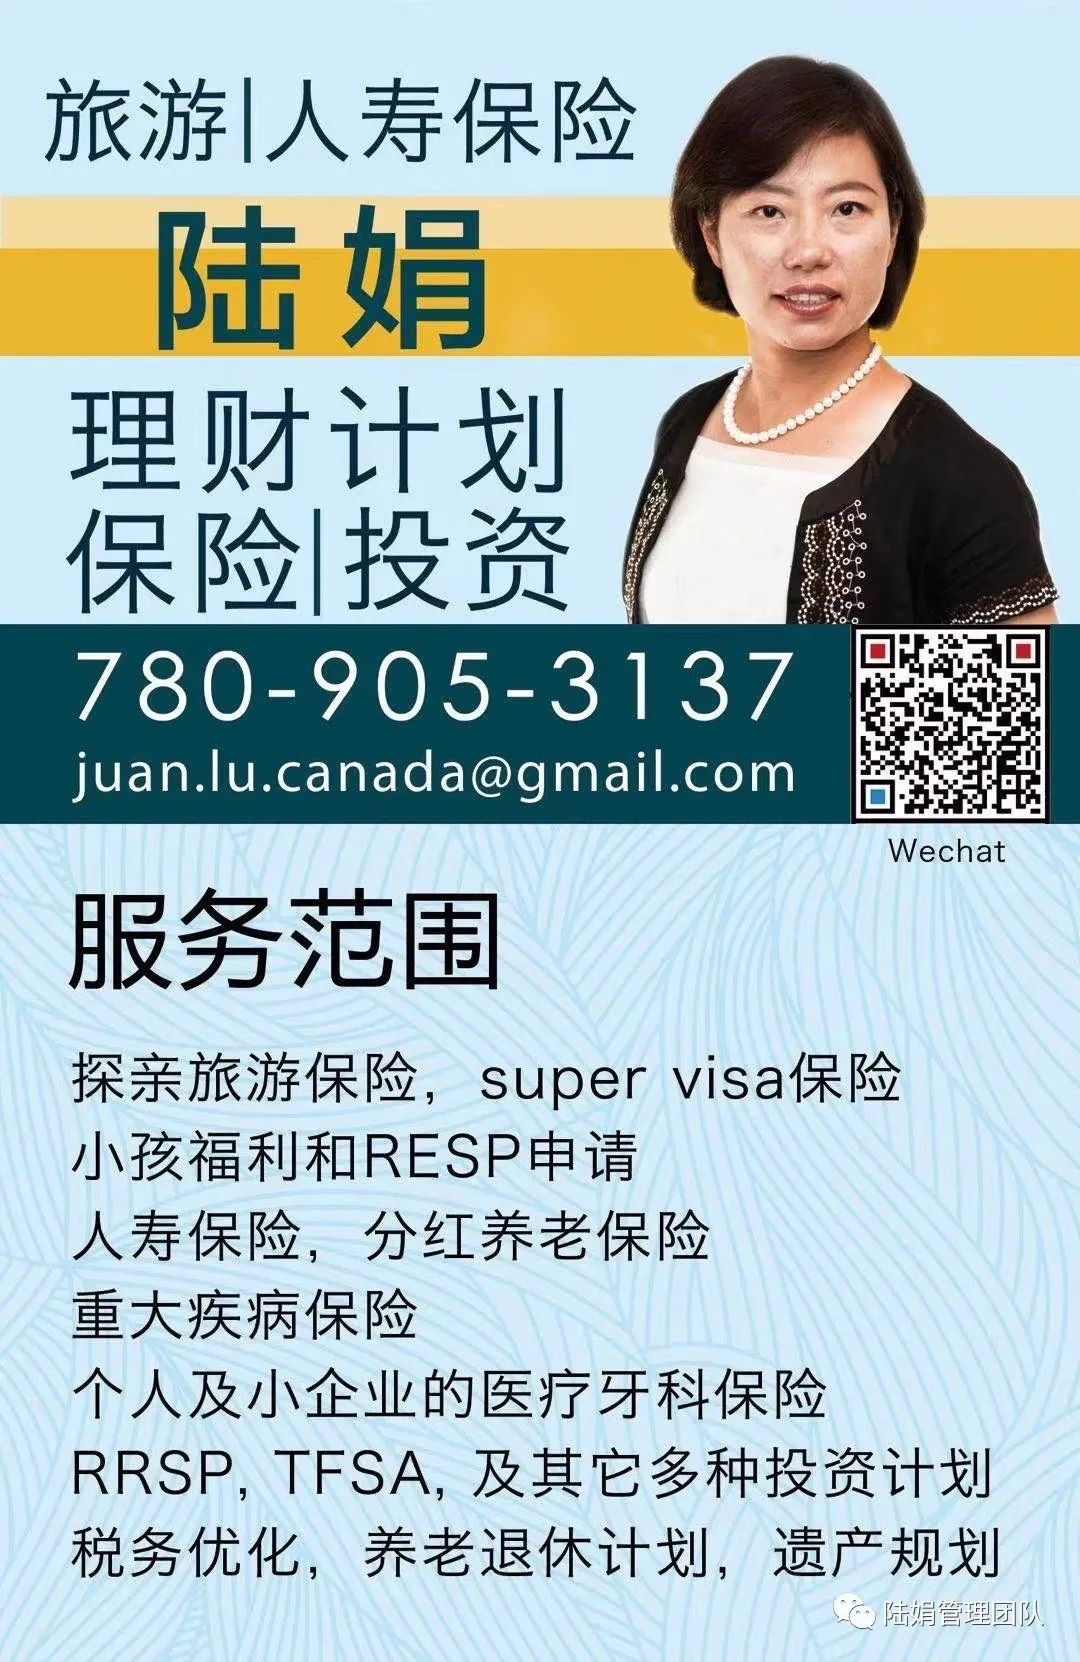 旅游|人寿保险
陆娟
理财计划
保险|投资
780-905-3137
juan.lu.canada@gmail.com
Wechat
服务范围
探亲旅游保险，super visa保险
小孩福利和RESP申请
人寿保险，分红养老保险
重大疾病保险
个人及小企业的医疗牙科保险
RRSP, TFSA, 及其它多种投资计划
税务优化，养老退休计划，遗产规划
陆娟管理团队